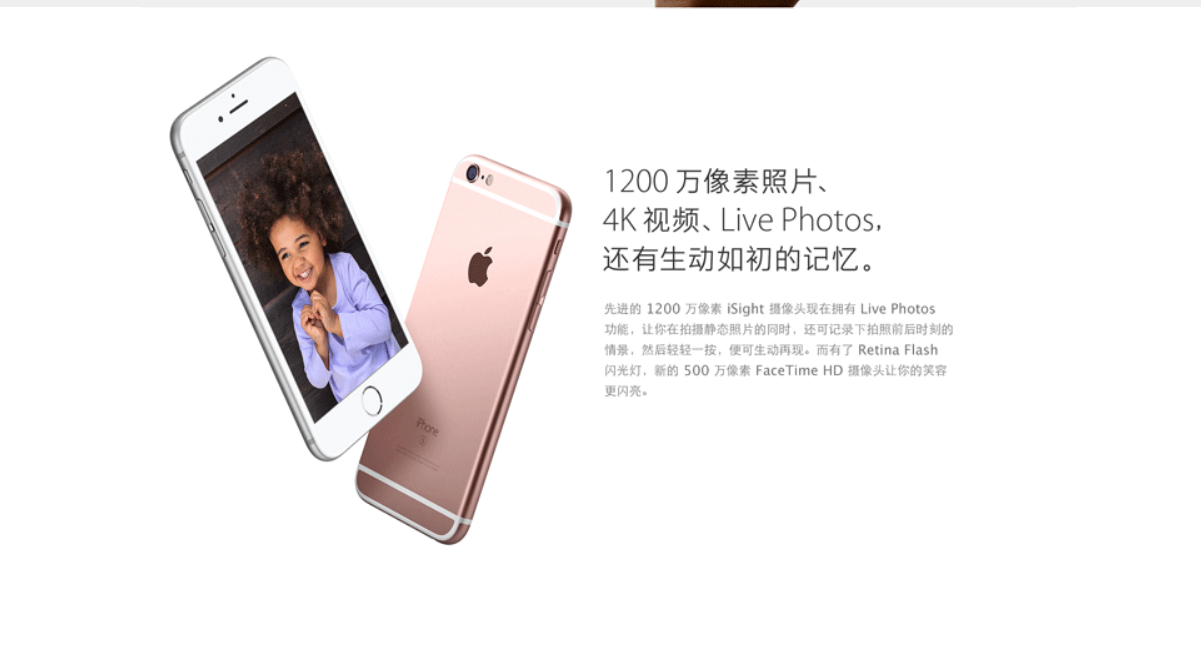 1200 万像素照片、
4K 视频、Live Photos，
还有生动如初的记忆。
先进的 1200 万像素 iSight 摄像头现在拥有 Live Photos
功能，让你在拍摄静态照片的同时，还可记录下拍照前后时刻的
情景，然后轻轻一按，便可生动再现。而有了 Retina Flash
闪光灯，新的 500 万像素 FaceTime HD 摄像头让你的笑容
更闪亮。
iPhone
S